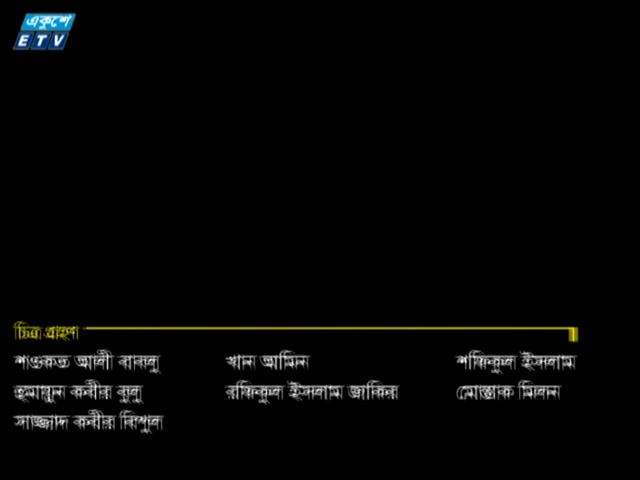 একুশে
ETV
চিত্র গ্রহণ
শওকত আলী বাবলু খান আমিন শফিকুল ইসলাম
হুমায়ুন কবীর বুলু রফিকুল ইসলাম জাকির মোস্তাক মিলন
সাজ্জাদ কবীর বিপুল